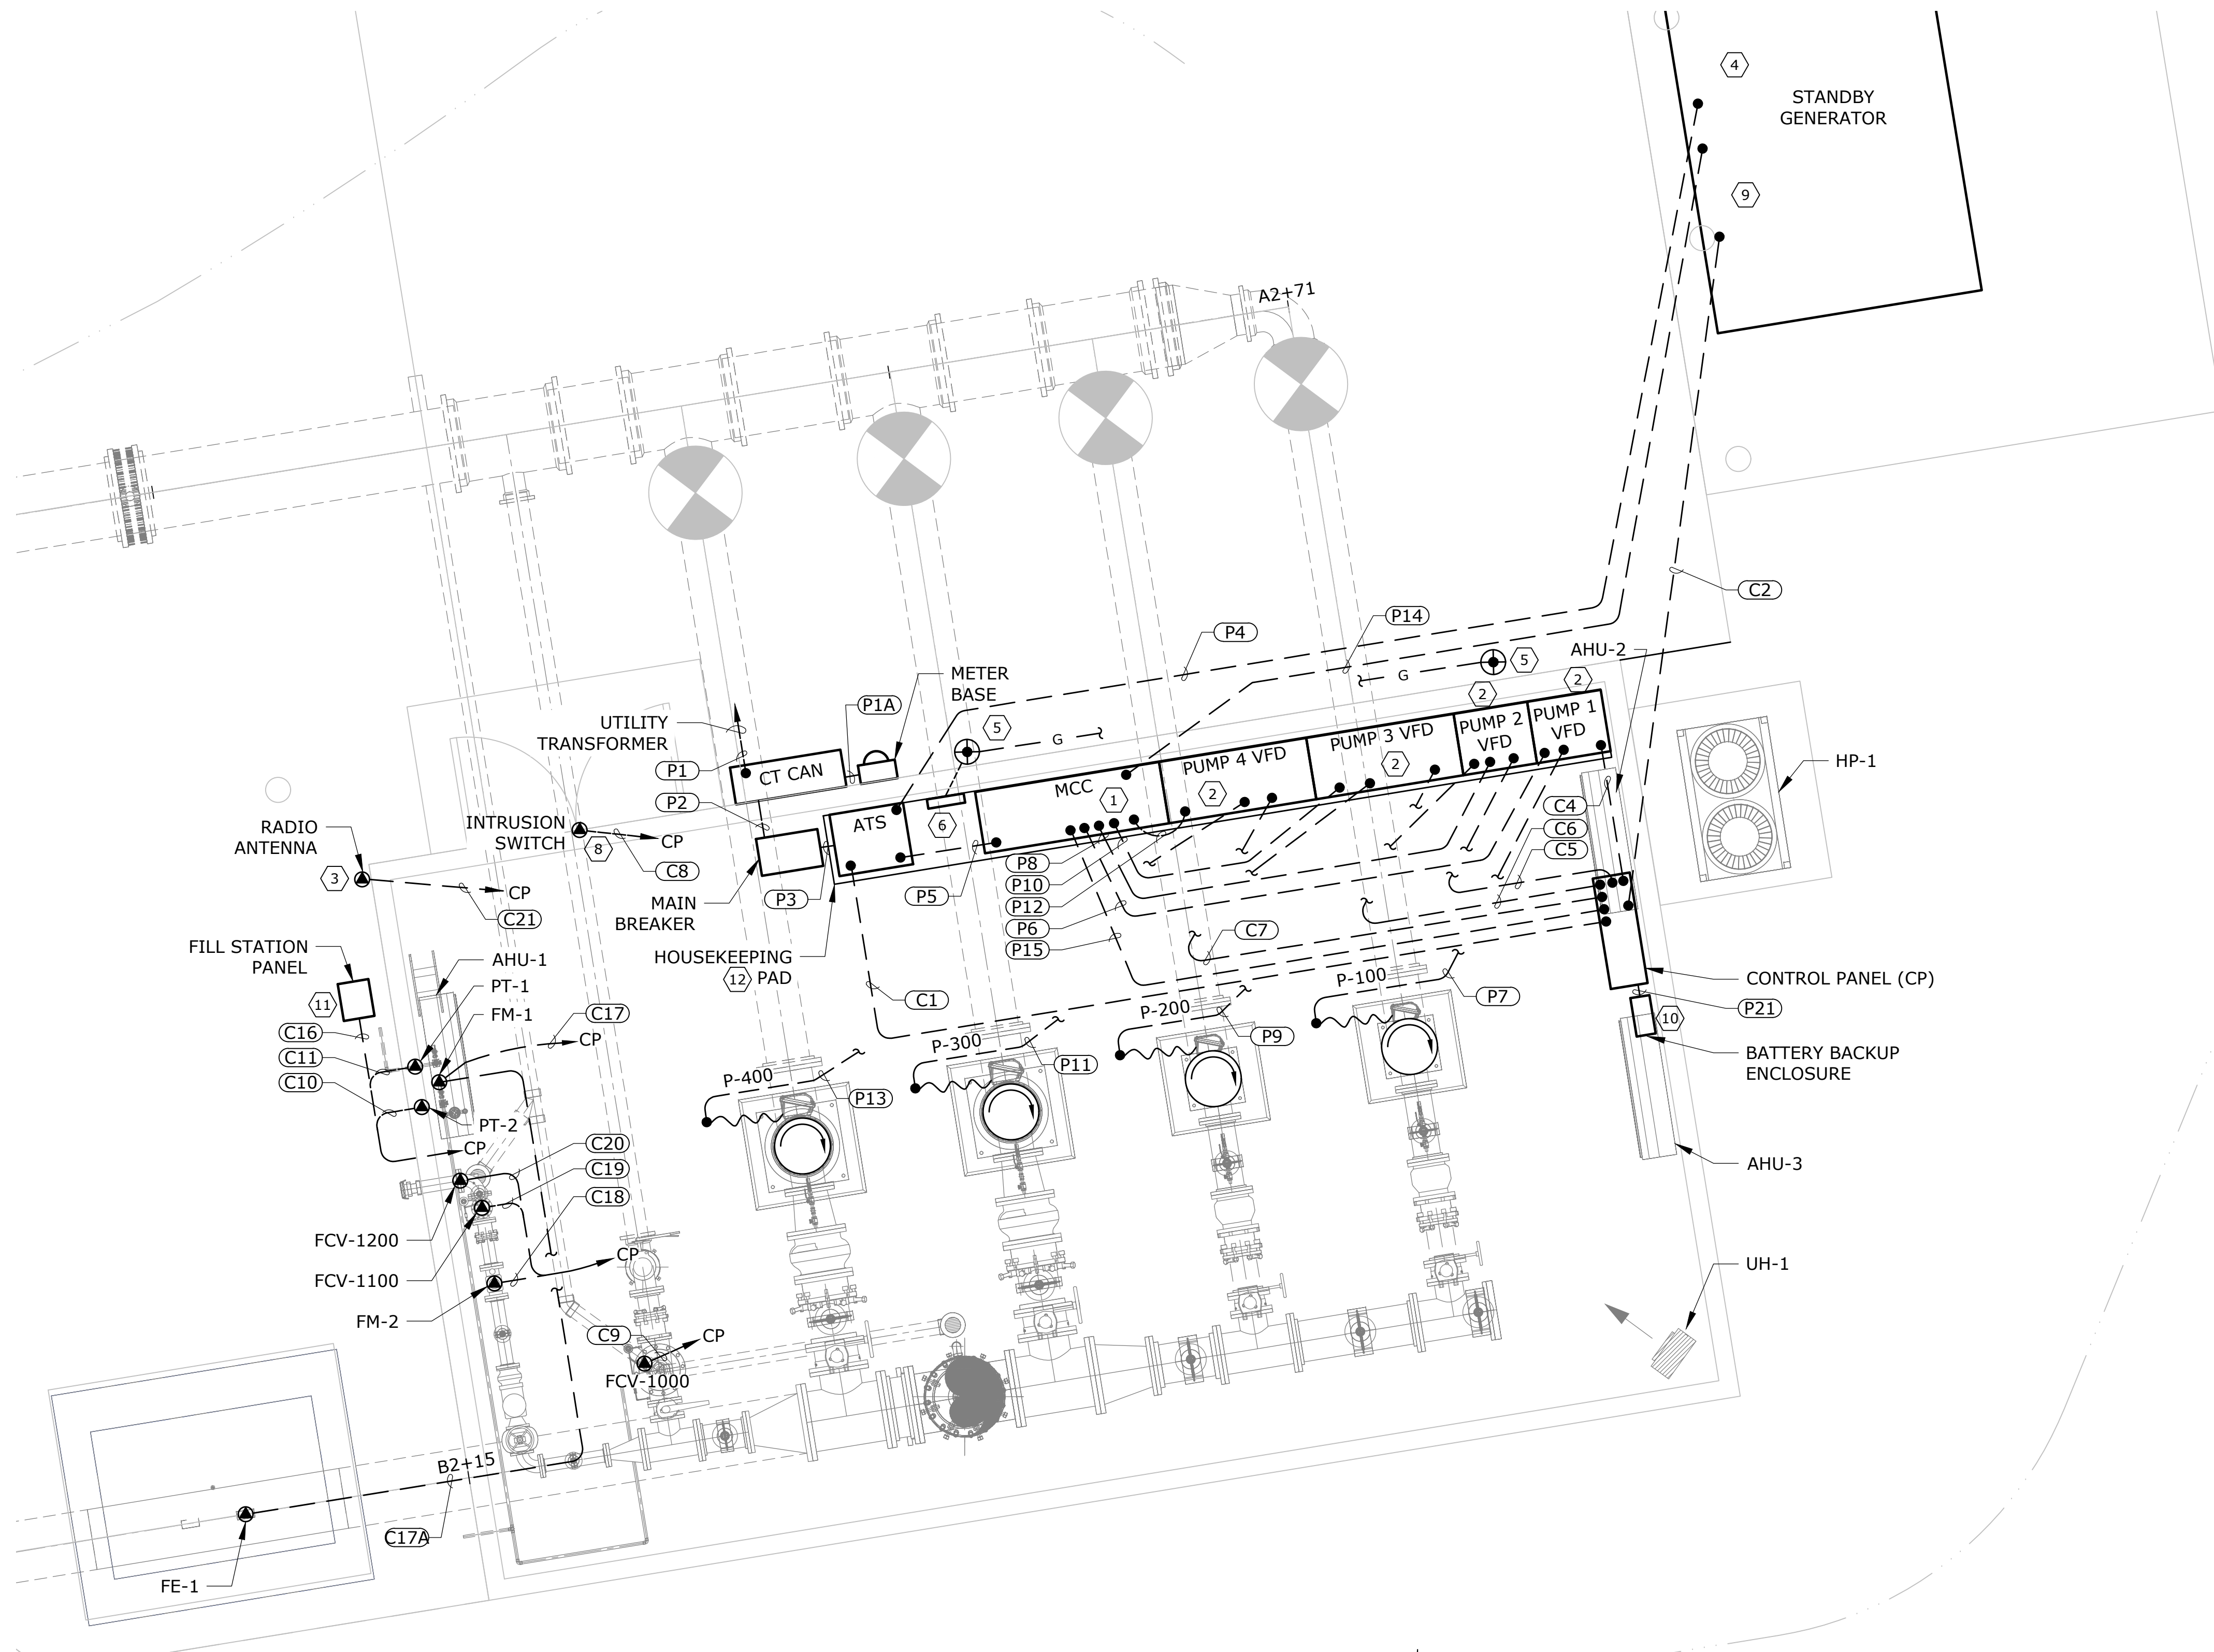 4
STANDBY
GENERATOR
9
A2+71
C2
P14
P4
AHU-2
5
G
2
2
METER
BASE
P1A
5
G
UTILITY
TRANSFORMER
PUMP 1
VFD
PUMP 2
VFD
PUMP 3 VFD
2
PUMP 4 VFD
2
HP-1
P1
CT CAN
MCC
1
P2
ATS
6
C4
C6
C5
RADIO
ANTENNA
INTRUSION
SWITCH
8
CP
C8
3
CP
C21
MAIN
BREAKER
P3
P5
P8
P10
P12
P6
P15
FILL STATION
PANEL
AHU-1
HOUSEKEEPING
12
PAD
C7
PT-1
11
FM-1
C17
C1
P-100
P7
CONTROL PANEL (CP)
P21
C16
CP
P-200
P9
10
C11
P-300
P11
BATTERY BACKUP
ENCLOSURE
C10
P-400
P13
PT-2
C20
CP
C19
AHU-3
C18
FCV-1200
CP
UH-1
FCV-1100
FM-2
C9
CP
FCV-1000
B2+15
C17A
FE-1